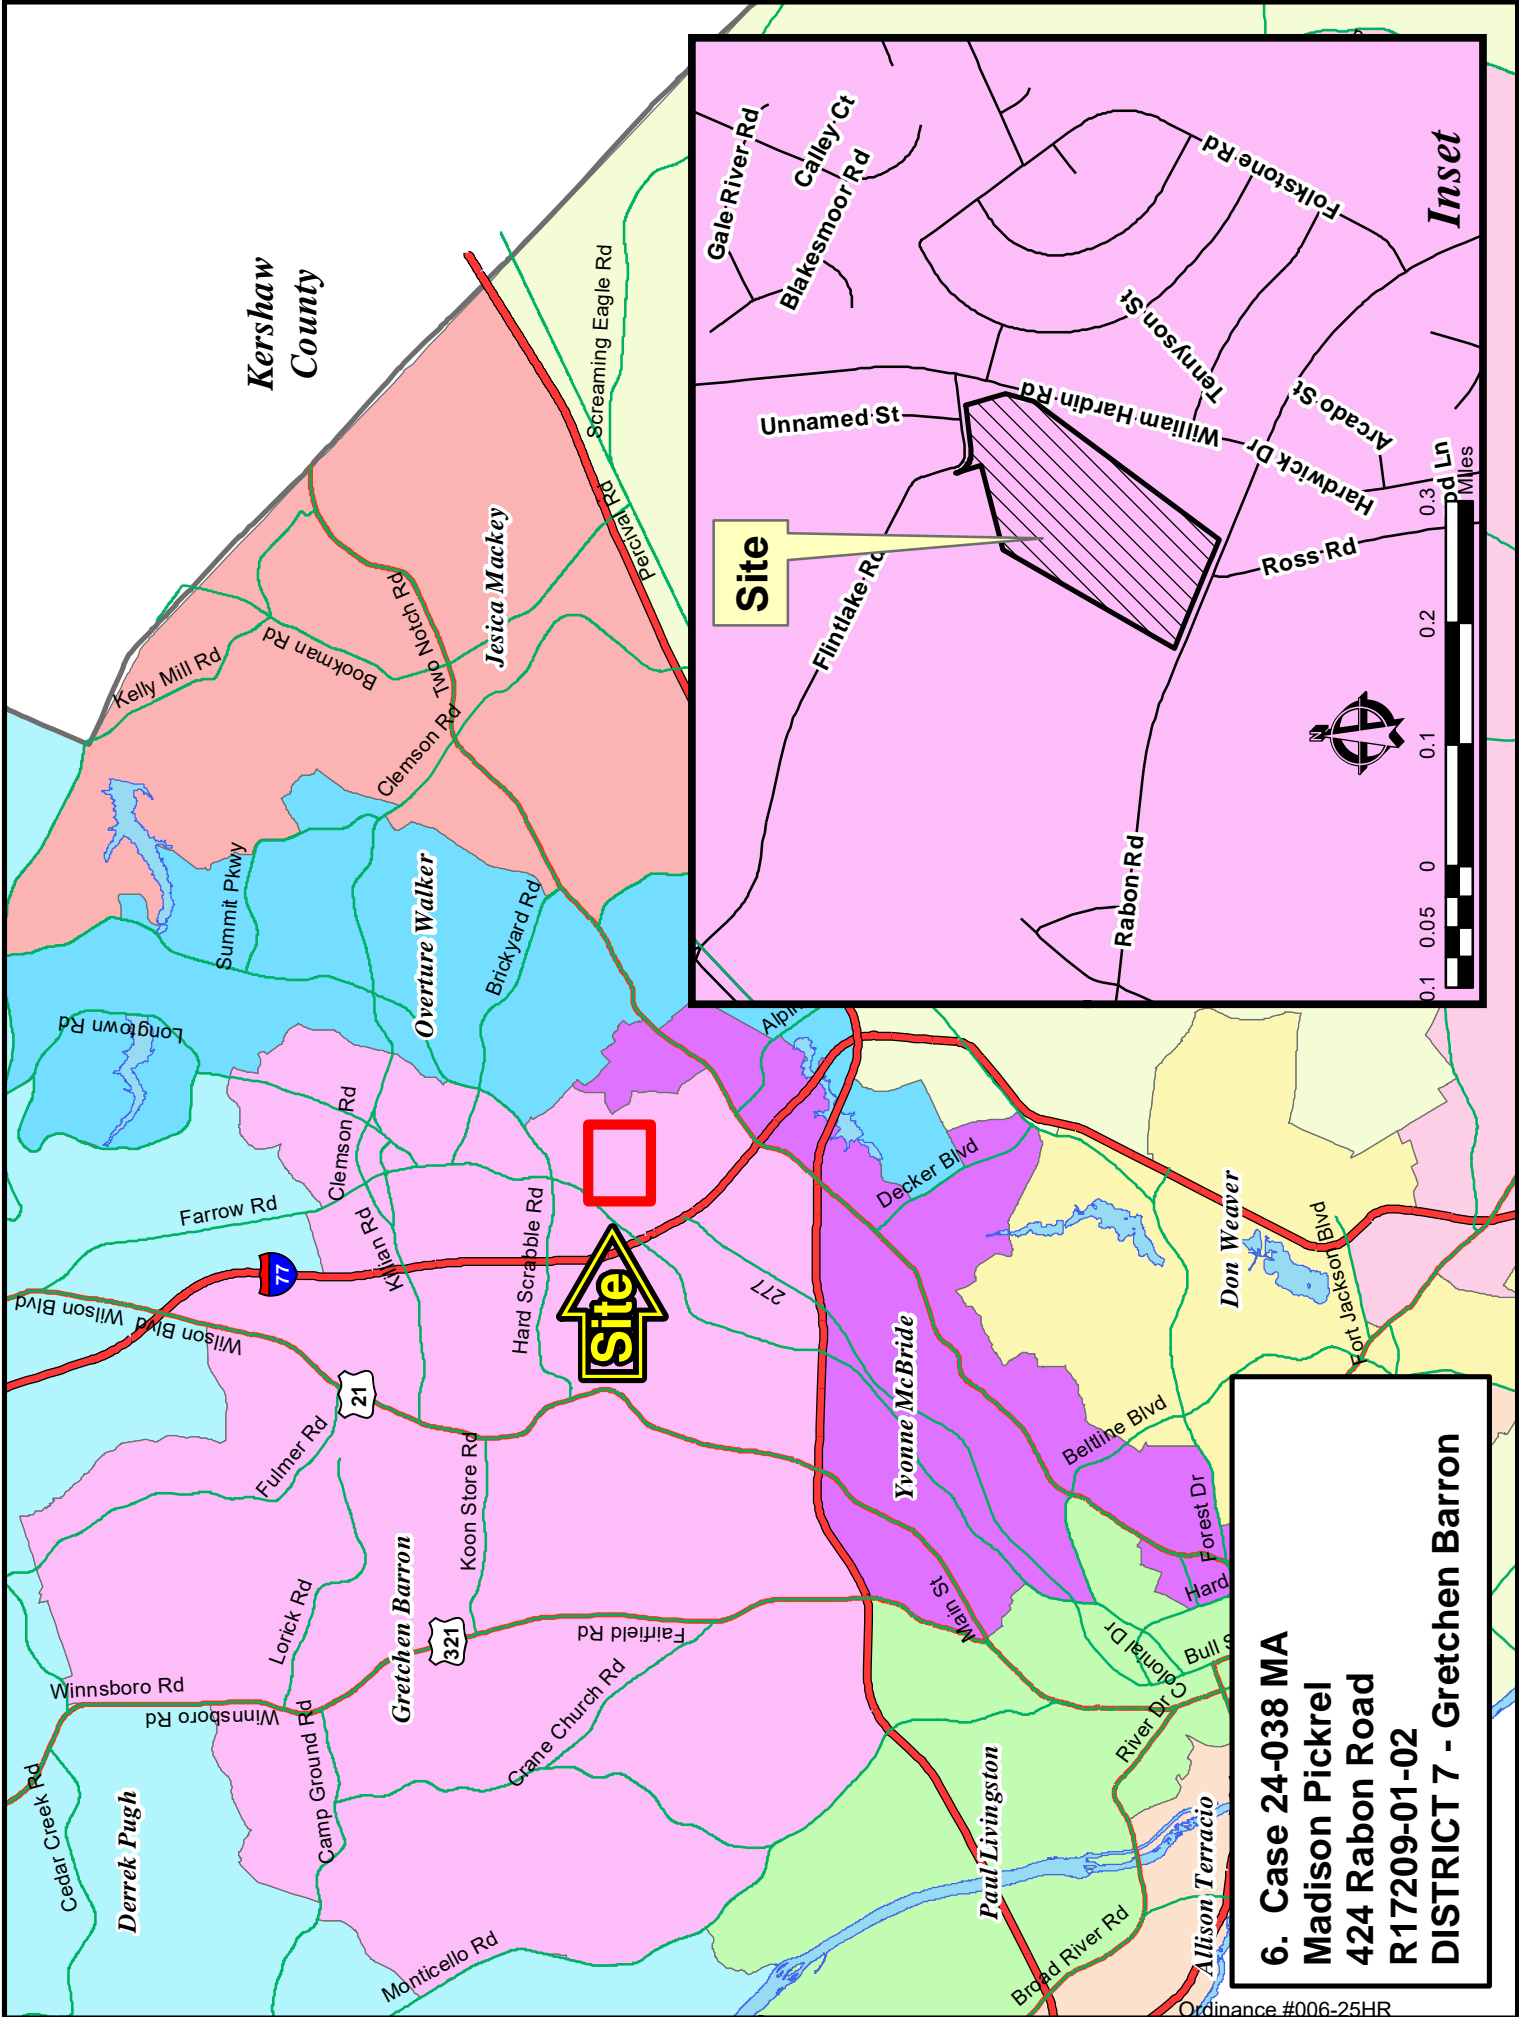 Kershaw
County
Screaming Eagle Rd
Percival Rd
Jesica Mackey
Two Notch Rd
Bookman Rd
Kelly Mill Rd
Clemson Rd
Summit Pkwy
Overture Walker
Brickyard Rd
Longtown Rd
Clemson Rd
Farrow Rd
Killian Rd
Hard Scrabble Rd
77
Wilson Blvd
Wilson Blvd
21
Site
277
Fulmer Rd
Koon Store Rd
Lorick Rd
Gretchen Barron
321
Fairfield Rd
Winnsboro Rd
Winnsboro Rd
Camp Ground Rd
Crane Church Rd
Cedar Creek Rd
Derrek Pugh
Monticello Rd
Decker Blvd
Yvonne McBride
Don Weaver
Fort Jackson Blvd
Beltline Blvd
Forest Dr
Hard
Main St
Colonial Dr
Bull S
River Dr
Paul Livingston
Broad River Rd
Allison Terracio
Inset
Gale River Rd
Calley Ct
Blakesmoor Rd
Folkstone Rd
Tennyson St
Unnamed St
William Hardin Rd
Arcado St
Hardwick Dr
Site
Flintlake Rd
Ross Rd
Rabon Rd
N
0.1 0.05 0 0.1 0.2 0.3
Miles
6. Case 24-038 MA
Madison Pickrel
424 Rabon Road
R17209-01-02
DISTRICT 7 - Gretchen Barron
Ordinance #006-25HR